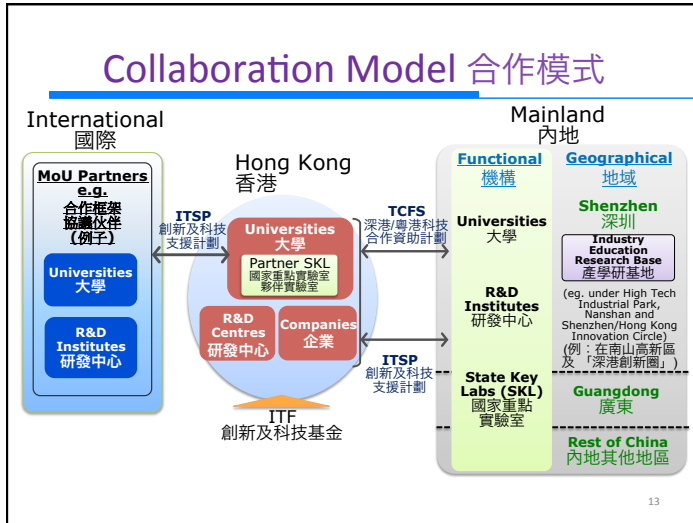 Collaboration Model 合作模式
International
國際
MoU Partners
e.g.
合作框架
協議伙伴
(例子)
Universities
大學
R&D
Institutes
研發中心
ITSP
創新及科技
支援計劃
Hong Kong
香港
Universities
大學
Partner SKL
國家重點實驗室
夥伴實驗室
R&D
Centres
研發中心
Companies
企業
ITF
創新及科技基金
TCFS
深港/粵港科技
合作資助計劃
ITSP
創新及科技
支援計劃
Mainland
內地
Functional
機構
Universities
大學
R&D
Institutes
研發中心
State Key
Labs (SKL)
國家重點
實驗室
Geographical
地域
Shenzhen
深圳
Industry
Education
Research Base
產學研基地
(eg. under High Tech
Industrial Park,
Nanshan and
Shenzhen/Hong Kong
Innovation Circle)
(例：在南山高新區
及 「深港創新圈」)
Guangdong
廣東
Rest of China
內地其他地區
13